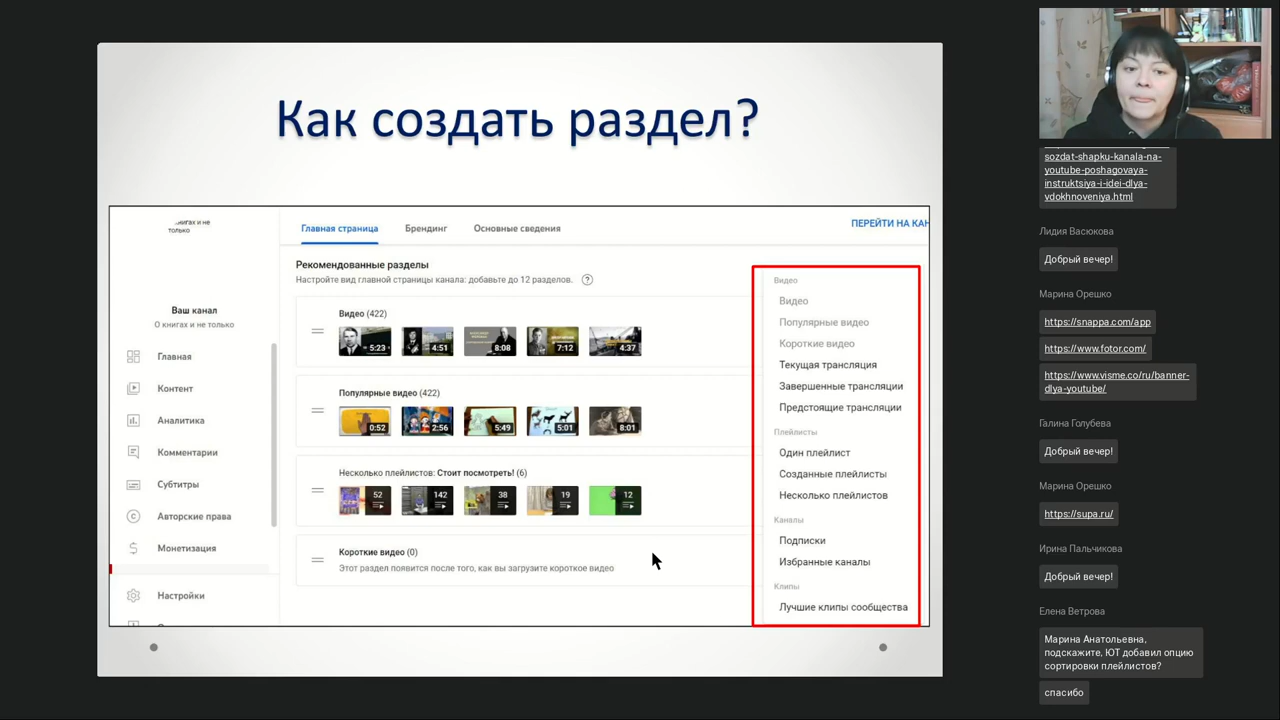 Как создать раздел?
только
Главная страница
Брендинг
Основные сведения
ПЕРЕЙТИ НА КАН
Рекомендованные разделы
Настройте вид главной страницы канала: добавьте до 12 разделов. ?
Ваш канал
О книгах и не только
Главная
Контент
Аналитика
Комментарии
Субтитры
Авторские права
Монетизация
Настройки
Видео (422)
5:23
4:51
8:08
7:12
4:37
Популярные видео (422)
0:52
2:56
5:49
5:01
8:01
Несколько плейлистов: Стоит посмотреть! (6)
52
142
38
19
12
Короткие видео (0)
Этот раздел появится после того, как вы загрузите короткое видео
Видео
Видео
Популярные видео
Короткие видео
Текущая трансляция
Завершенные трансляции
Предстоящие трансляции
Плейлисты
Один плейлист
Созданные плейлисты
Несколько плейлистов
Каналы
Подписки
Избранные каналы
Клипы
Лучшие клипы сообщества
sozdat-shapku-kanala-na-
youtube-poshagovaya-
instruktsiya-i-idei-dlya-
vdokhnoveniya.html
Лидия Васюкова
Добрый вечер!
Марина Орешко
https://snappa.com/app
https://www.fotor.com/
https://www.visme.co/ru/banner-
dlya-youtube/
Галина Голубева
Добрый вечер!
Марина Орешко
https://supa.ru/
Ирина Пальчикова
Добрый вечер!
Елена Ветрова
Марина Анатольевна,
подскажите, ЮТ добавил опцию
сортировки плейлистов?
спасибо